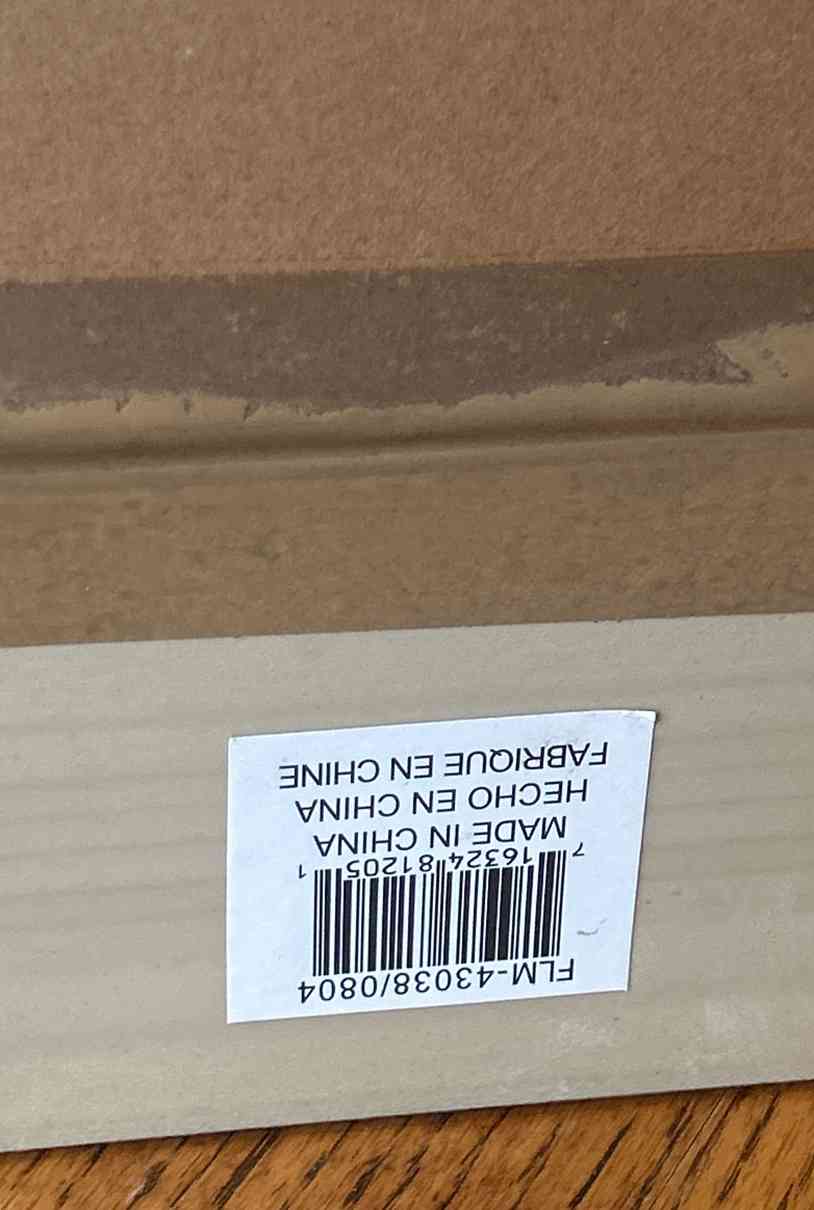 FLM-43038/0804
7 16324 81205 1
MADE IN CHINA
HECHO EN CHINA
FABRIQUE EN CHINE